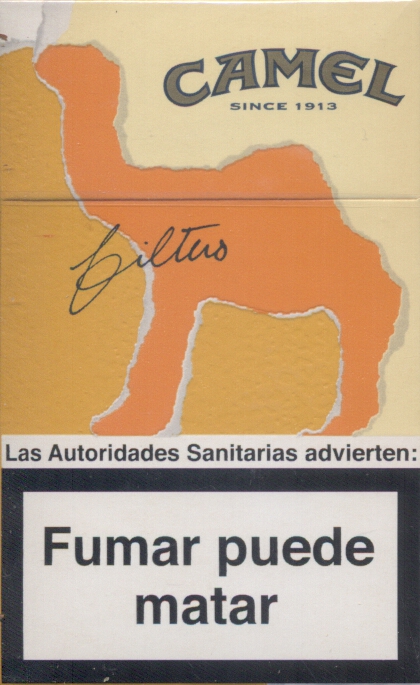 CAMEL
SINCE 1913
Filters
Las Autoridades Sanitarias advierten:
Fumar puede
matar